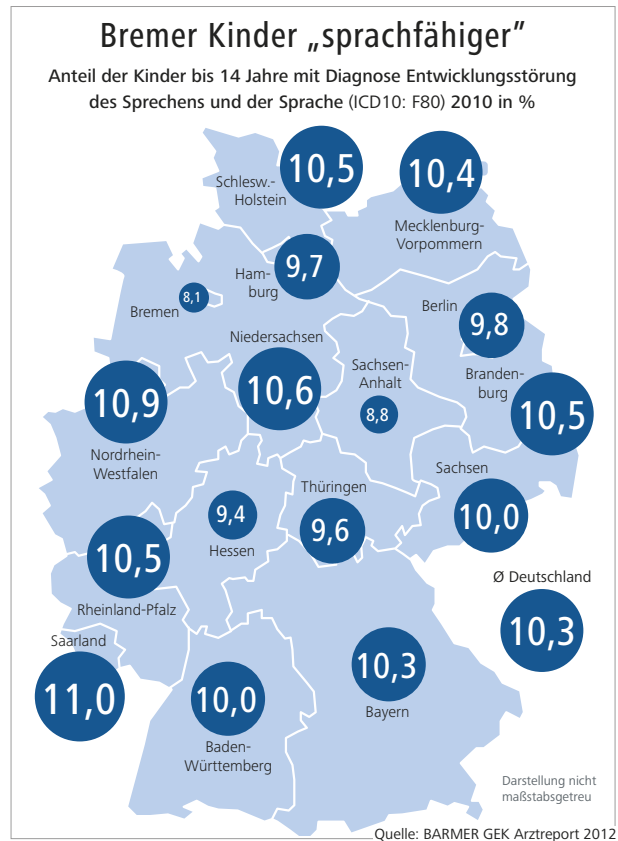 Bremer Kinder „sprachfähiger”
Anteil der Kinder bis 14 Jahre mit Diagnose Entwicklungsstörung
des Sprechens und der Sprache (ICD10: F80) 2010 in %
10,5
Schlesw.-
Holstein
10,4
Mecklenburg-
Vorpommern
9,7
Ham-
burg
8,1
Bremen
Berlin
9,8
Niedersachsen
10,6
Sachsen-
Anhalt
8,8
Branden-
burg
10,5
10,9
Nordrhein-
Westfalen
Sachsen
10,0
Thüringen
9,6
9,4
Hessen
10,5
Rheinland-Pfalz
Ø Deutschland
10,3
Saarland
11,0
10,0
Baden-
Württemberg
10,3
Bayern
Darstellung nicht
maßstabsgetreu
Quelle: BARMER GEK Arztreport 2012